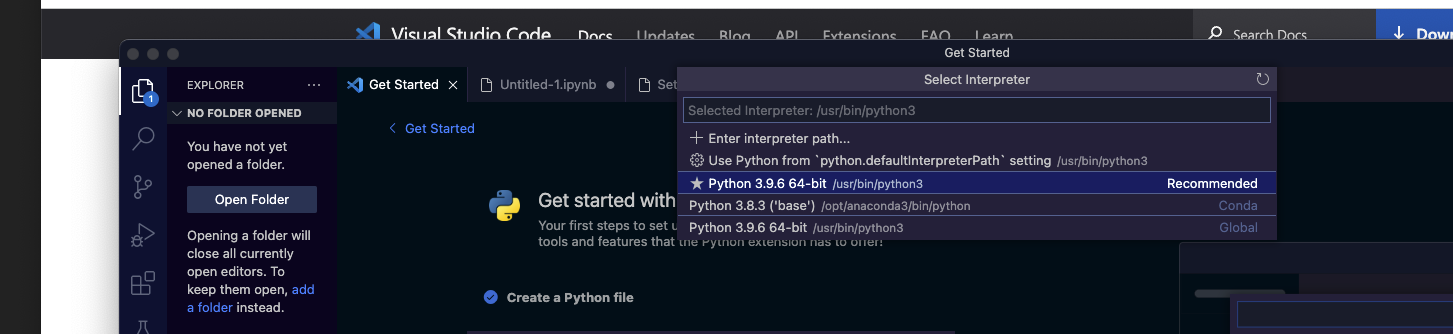 Visual Studio Code Docs Updates Blog API Extensions FAQ Learn Search Docs
Get Started
EXPLORER
Get Started
Untitled-1.ipynb
Select Interpreter
Selected Interpreter: /usr/bin/python3
NO FOLDER OPENED
Get Started
+ Enter interpreter path...
You have not yet
opened a folder.
Use Python from `python.defaultInterpreterPath` setting /usr/bin/python3
Python 3.9.6 64-bit /usr/bin/python3 Recommended
Open Folder
Get started with
Python 3.8.3 ('base') /opt/anaconda3/bin/python Conda
Your first steps to set
Python 3.9.6 64-bit /usr/bin/python3 Global
Opening a folder will
close all currently
open editors. To
keep them open, add
a folder instead.
tools and features that the Python extension has to offer!
Create a Python file
1